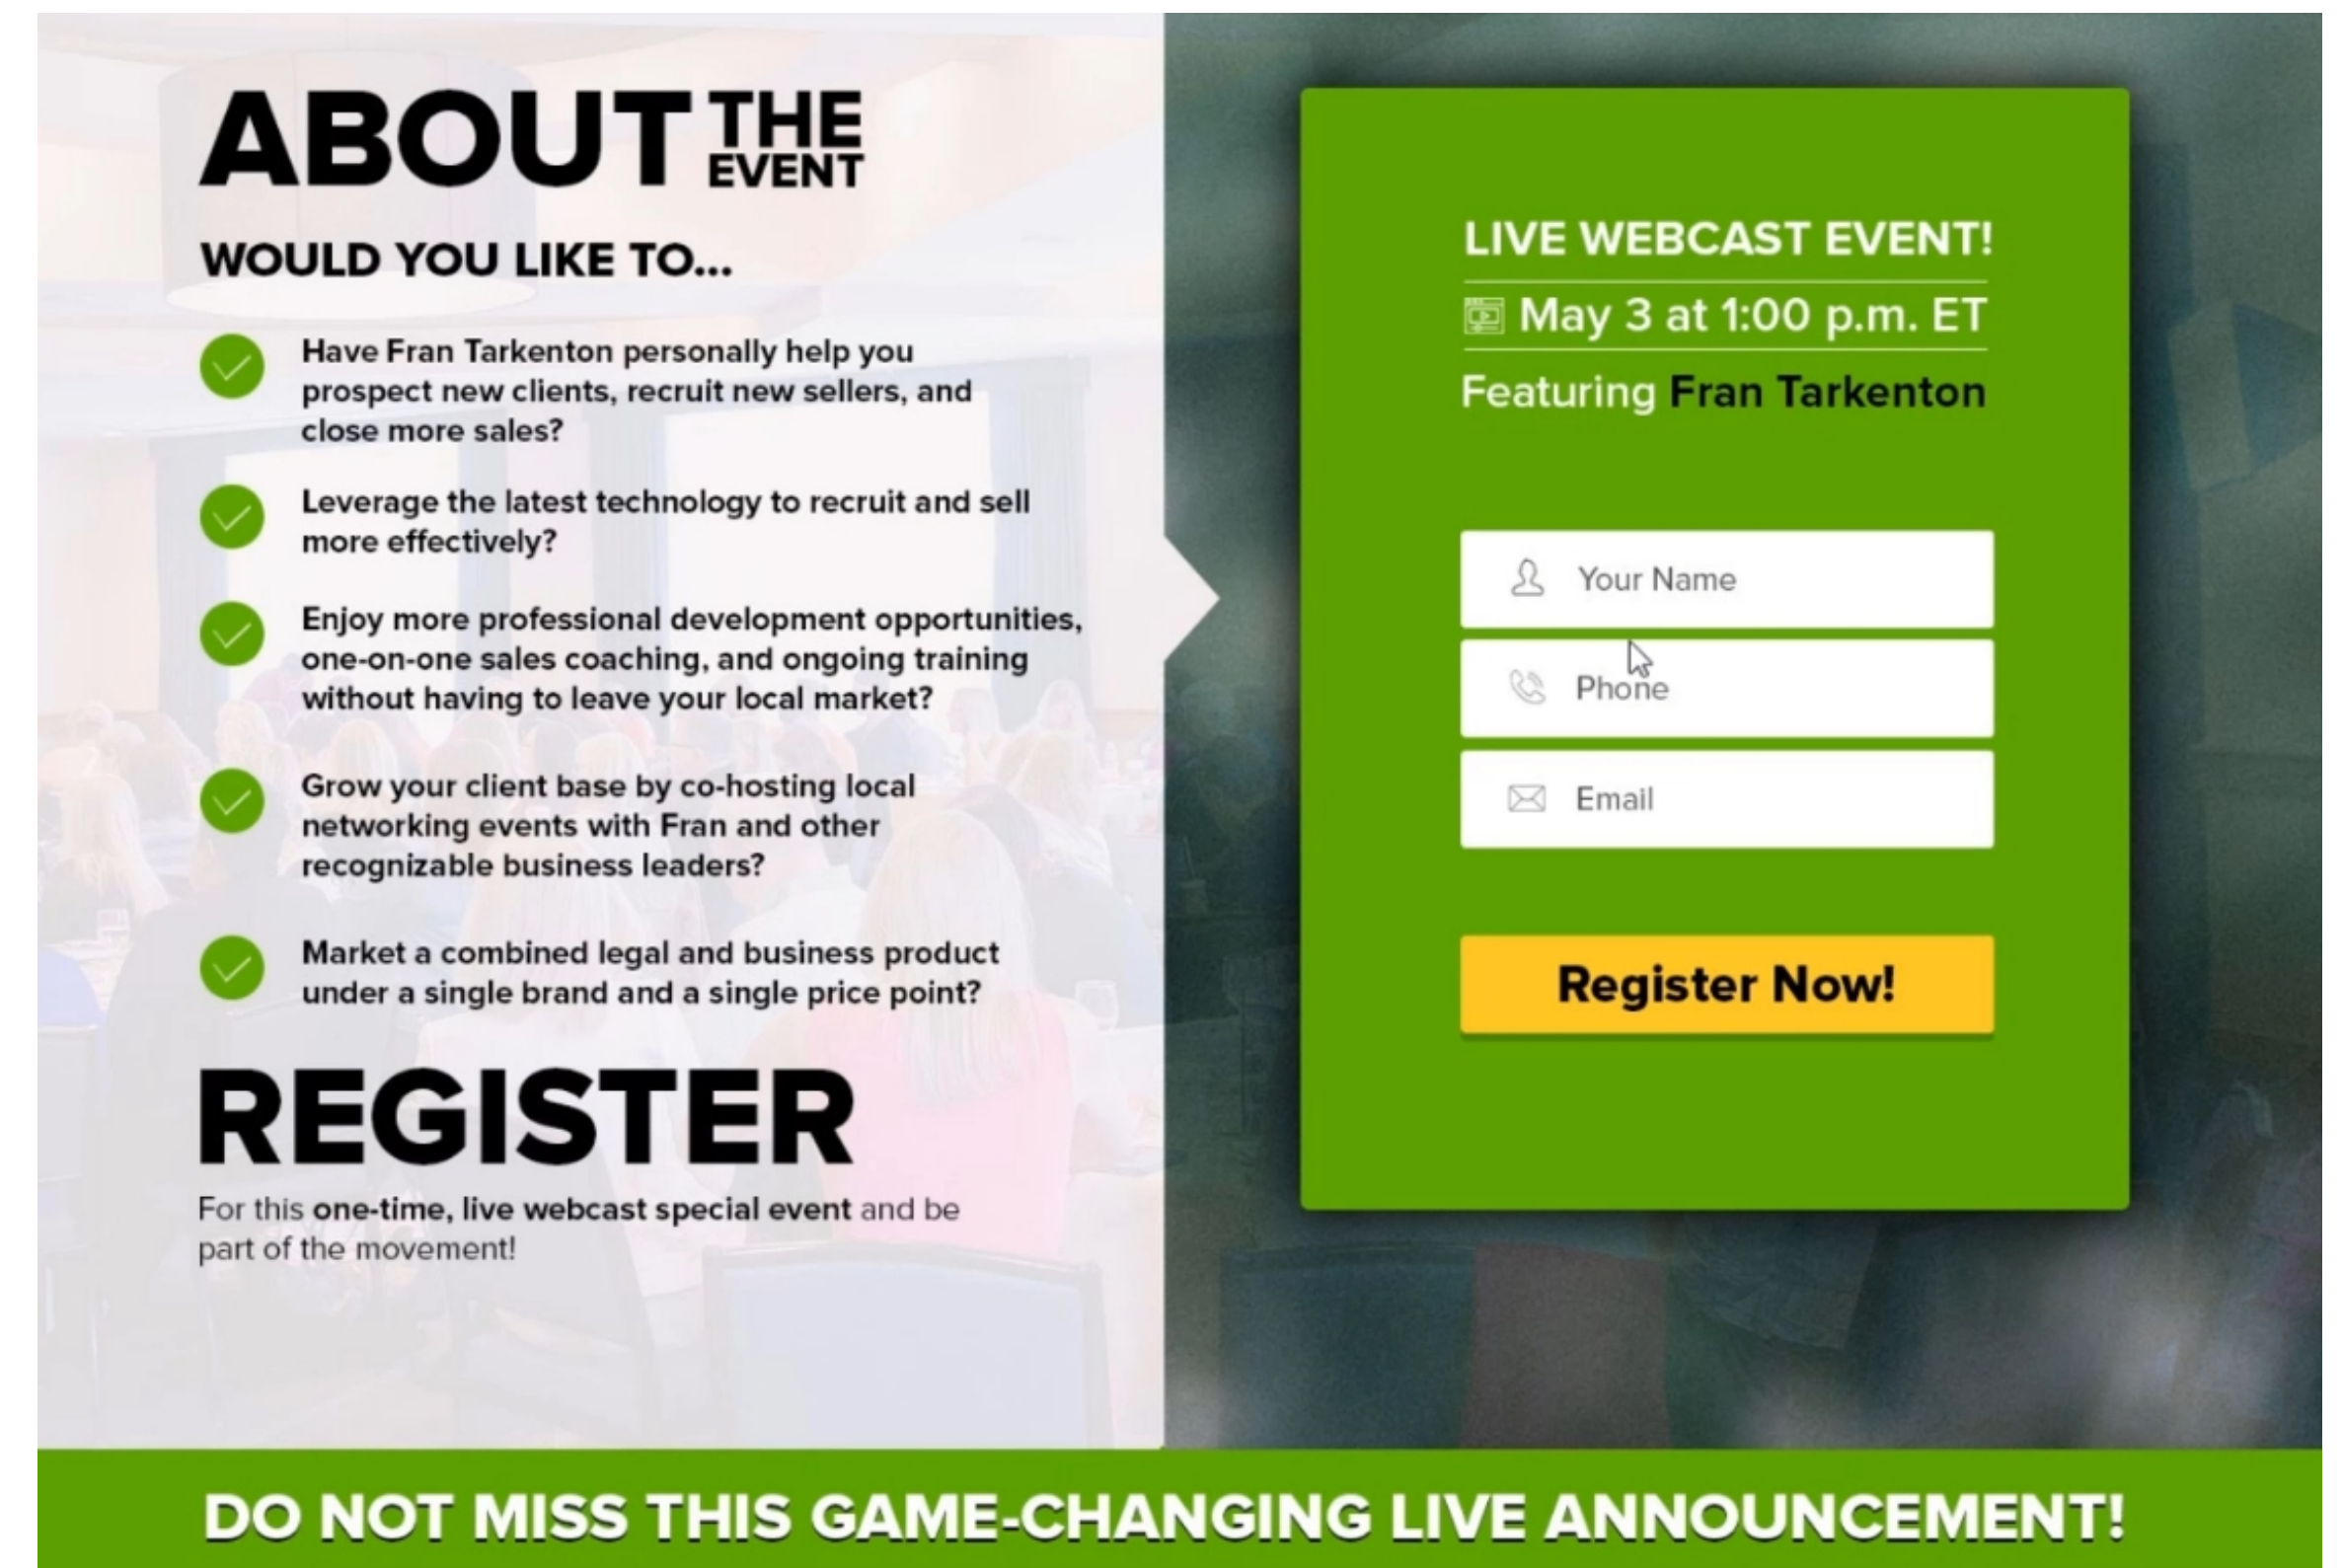 ABOUT THE EVENT
WOULD YOU LIKE TO...
Have Fran Tarkenton personally help you
prospect new clients, recruit new sellers, and
close more sales?
Leverage the latest technology to recruit and sell
more effectively?
Enjoy more professional development opportunities,
one-on-one sales coaching, and ongoing training
without having to leave your local market?
Grow your client base by co-hosting local
networking events with Fran and other
recognizable business leaders?
Market a combined legal and business product
under a single brand and a single price point?
REGISTER
For this one-time, live webcast special event and be
part of the movement!
LIVE WEBCAST EVENT!
May 3 at 1:00 p.m. ET
Featuring Fran Tarkenton
Your Name
Phone
Email
Register Now!
DO NOT MISS THIS GAME-CHANGING LIVE ANNOUNCEMENT!